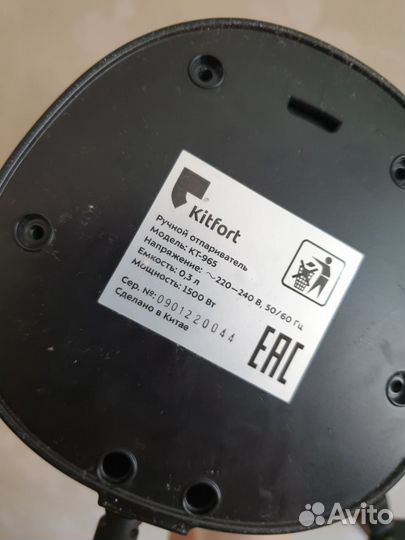 Kitfort
Ручной отпариватель
Модель: КТ-965
Напряжение: ~220–240 В, 50/60 Гц
Емкость: 0,3 л
Мощность: 1500 Вт
Сер. №: 0901220044
Сделано в Китае
EAC
Avito